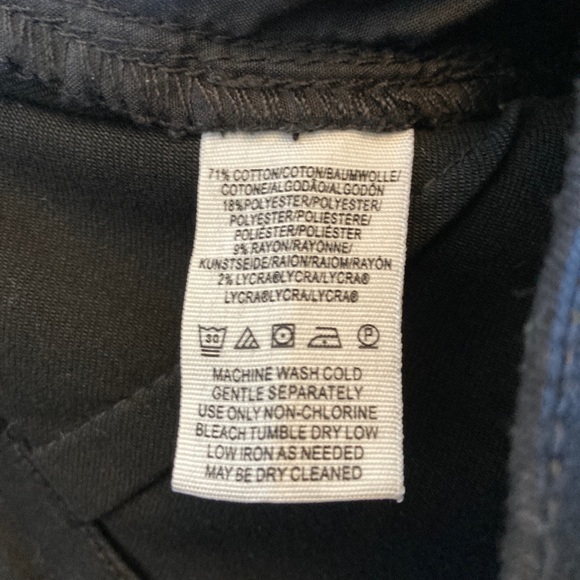 71% COTTON/COTON/BAUMWOLLE/
COTONE/ALGODÃO/ALGODÓN
18%POLYESTER/POLYESTER/
POLYESTER/POLIESTERE/
POLIÉSTER/POLIÉSTER
9% RAYON/RAYONNE/
KUNSTSEIDE/RAION/RAIOM/RAYÓN
2% LYCRA®LYCRA/LYCRA®
LYCRA®LYCRA/LYCRA®
30 P
MACHINE WASH COLD
GENTLE SEPARATELY
USE ONLY NON-CHLORINE
BLEACH TUMBLE DRY LOW
LOW IRON AS NEEDED
MAY BE DRY CLEANED